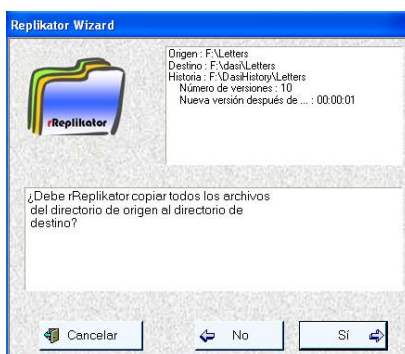 Replikator Wizard
rReplikator
Origen : F:\Letters
Destino : F:\dasi\Letters
Historia : F:\DasiHistory\Letters
Número de versiones : 10
Nueva versión después de ... : 00:00:01
¿Debe rReplikator copiar todos los archivos
del directorio de origen al directorio de
destino?
Cancelar
No
Sí